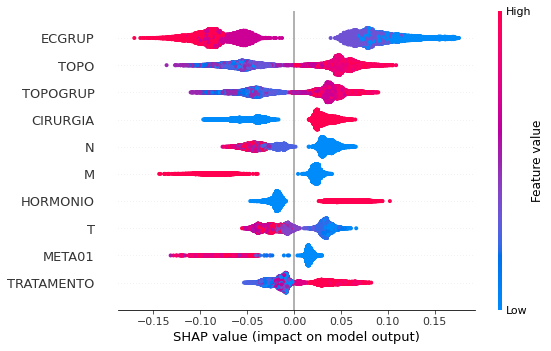 High
ECGRUP
TOPO
TOPOGRUP
CIRURGIA
N
M
HORMONIO
T
META01
TRATAMENTO
Feature value
Low
−0.15 −0.10 −0.05 0.00 0.05 0.10 0.15
SHAP value (impact on model output)